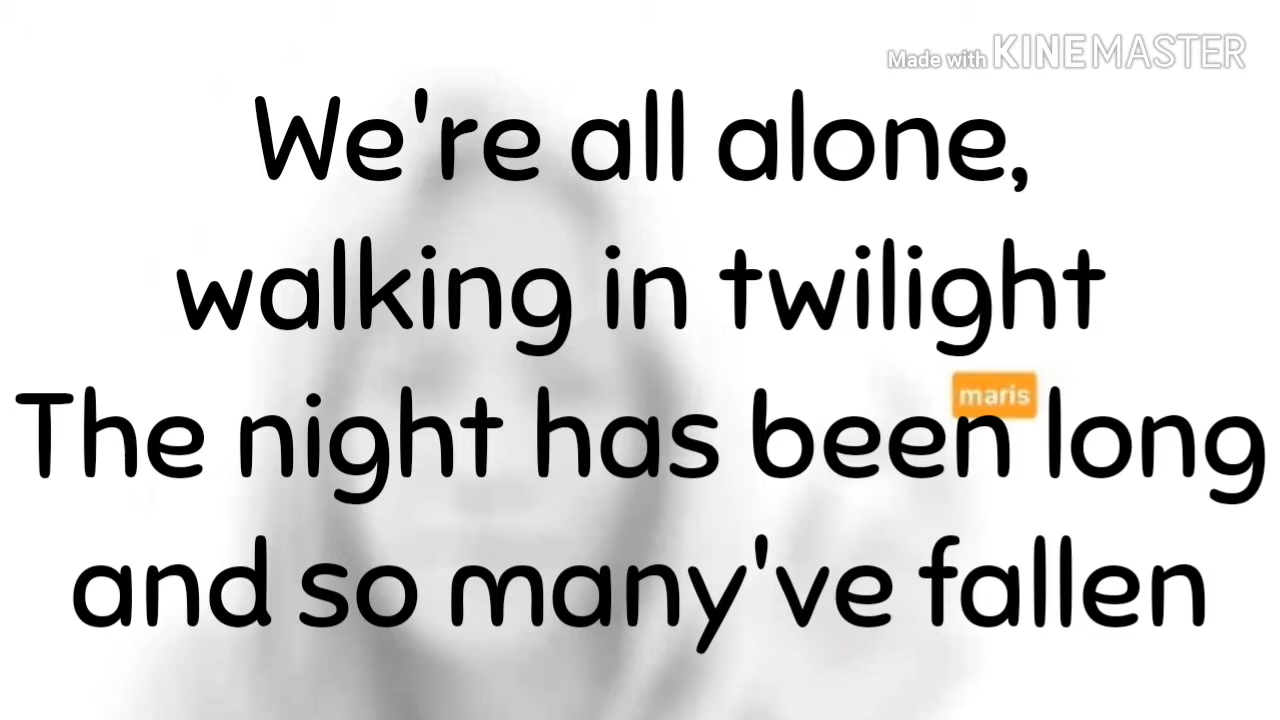 Made with KINEMASTER
We're all alone,
walking in twilight
maris
The night has been long
and so many've fallen